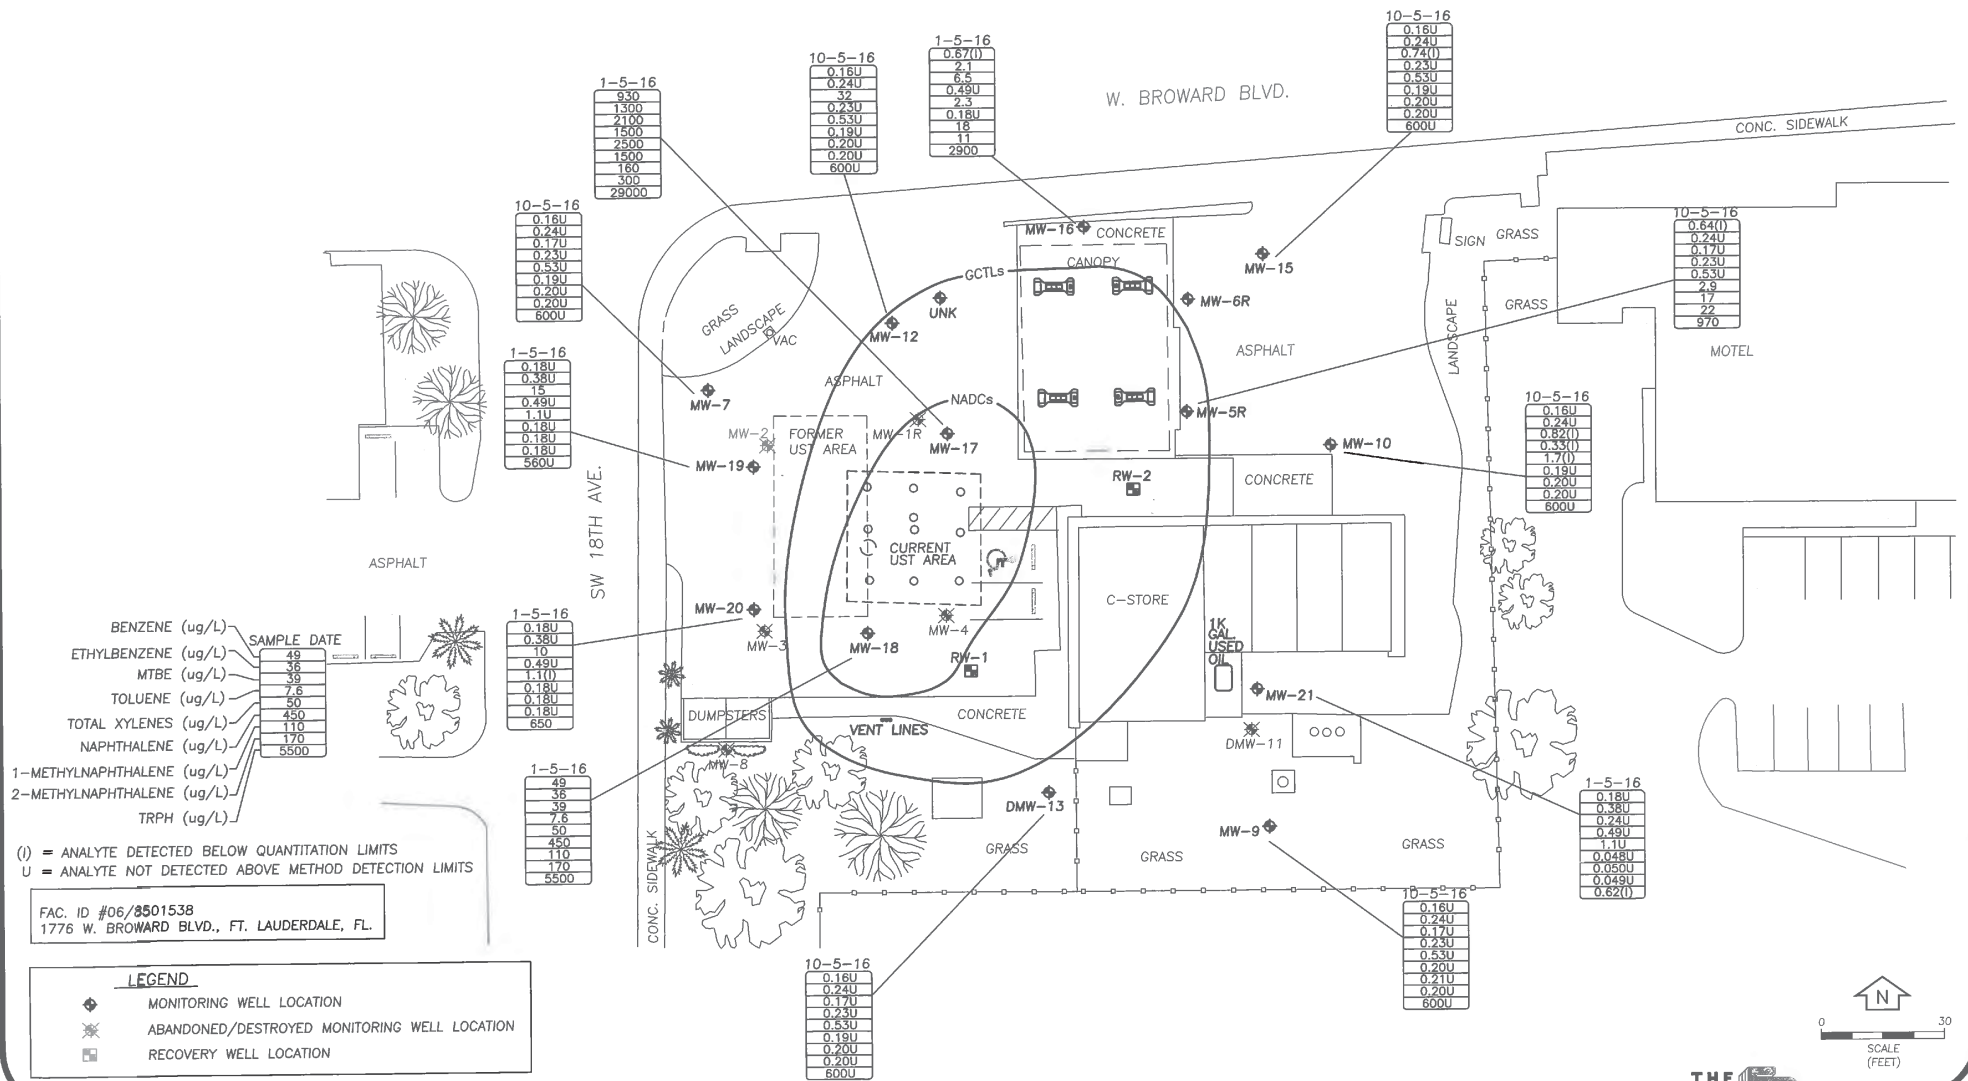 10-5-16
0.16U
0.24U
0.74(I)
0.23U
0.53U
0.19U
0.20U
0.20U
600U
1-5-16
0.67(I)
2.1
6.5
0.49U
2.3
0.18U
18
11
2900
10-5-16
0.16U
0.24U
32
0.23U
0.53U
0.19U
0.20U
0.20U
600U
1-5-16
930
1300
2100
1500
2500
1500
160
300
29000
W. BROWARD BLVD.
CONC. SIDEWALK
10-5-16
0.16U
0.24U
0.17U
0.23U
0.53U
0.19U
0.20U
0.20U
600U
10-5-16
0.64(I)
0.24U
0.17U
0.23U
0.53U
2.9
17
22
970
MW-16
CONCRETE
CANOPY
GCTLs
MW-15
SIGN
GRASS
GRASS
LANDSCAPE
MW-6R
UNK
MW-12
GRASS
LANDSCAPE
VAC
ASPHALT
ASPHALT
MOTEL
1-5-16
0.18U
0.38U
15
0.49U
1.1U
0.18U
0.18U
0.18U
560U
MW-7
NADCs
MW-5R
MW-2
FORMER
UST AREA
MW-1R
MW-17
MW-10
10-5-16
0.16U
0.24U
0.82(I)
0.33(I)
1.7(I)
0.19U
0.20U
0.20U
600U
MW-19
RW-2
CONCRETE
SW 18TH AVE.
ASPHALT
CURRENT
UST AREA
C-STORE
MW-20
MW-3
MW-18
MW-4
RW-1
1K
GAL.
USED
OIL
MW-21
DMW-11
1-5-16
0.18U
0.38U
10
0.49U
1.1(I)
0.18U
0.18U
0.18U
650
BENZENE (ug/L)
ETHYLBENZENE (ug/L)
MTBE (ug/L)
TOLUENE (ug/L)
TOTAL XYLENES (ug/L)
NAPHTHALENE (ug/L)
1-METHYLNAPHTHALENE (ug/L)
2-METHYLNAPHTHALENE (ug/L)
TRPH (ug/L)
SAMPLE DATE
49
36
39
7.6
50
450
110
170
5500
DUMPSTERS
VENT LINES
CONCRETE
MW-8
1-5-16
49
36
39
7.6
50
450
110
170
5500
DMW-13
GRASS
MW-9
GRASS
GRASS
CONC. SIDEWALK
1-5-16
0.18U
0.38U
0.24U
0.49U
1.1U
0.048U
0.050U
0.049U
0.62(I)
10-5-16
0.16U
0.24U
0.17U
0.23U
0.53U
0.20U
0.21U
0.20U
600U
10-5-16
0.16U
0.24U
0.17U
0.23U
0.53U
0.19U
0.20U
0.20U
600U
(I) = ANALYTE DETECTED BELOW QUANTITATION LIMITS
U = ANALYTE NOT DETECTED ABOVE METHOD DETECTION LIMITS
FAC. ID #06/8501538
1776 W. BROWARD BLVD., FT. LAUDERDALE, FL.
LEGEND
MONITORING WELL LOCATION
ABANDONED/DESTROYED MONITORING WELL LOCATION
RECOVERY WELL LOCATION
N
0 30
SCALE
(FEET)
THE